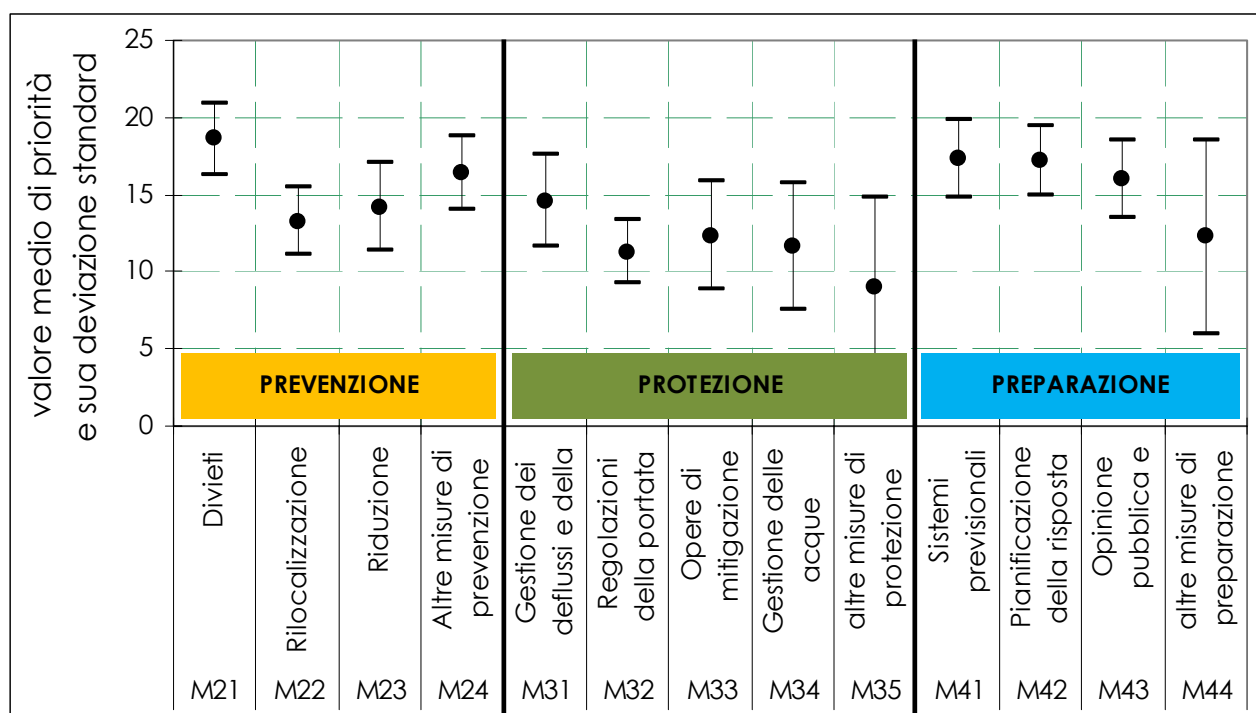 valore medio di priorità
e sua deviazione standard
25
20
15
10
5
0
PREVENZIONE
PROTEZIONE
PREPARAZIONE
Divieti
Rilocalizzazione
Riduzione
Altre misure di
prevenzione
Gestione dei
deflussi e della
Regolazioni
della portata
Opere di
mitigazione
Gestione delle
acque
altre misure di
protezione
Sistemi
previsionali
Pianificazione
della risposta
Opinione
pubblica e
altre misure di
preparazione
M21
M22
M23
M24
M31
M32
M33
M34
M35
M41
M42
M43
M44